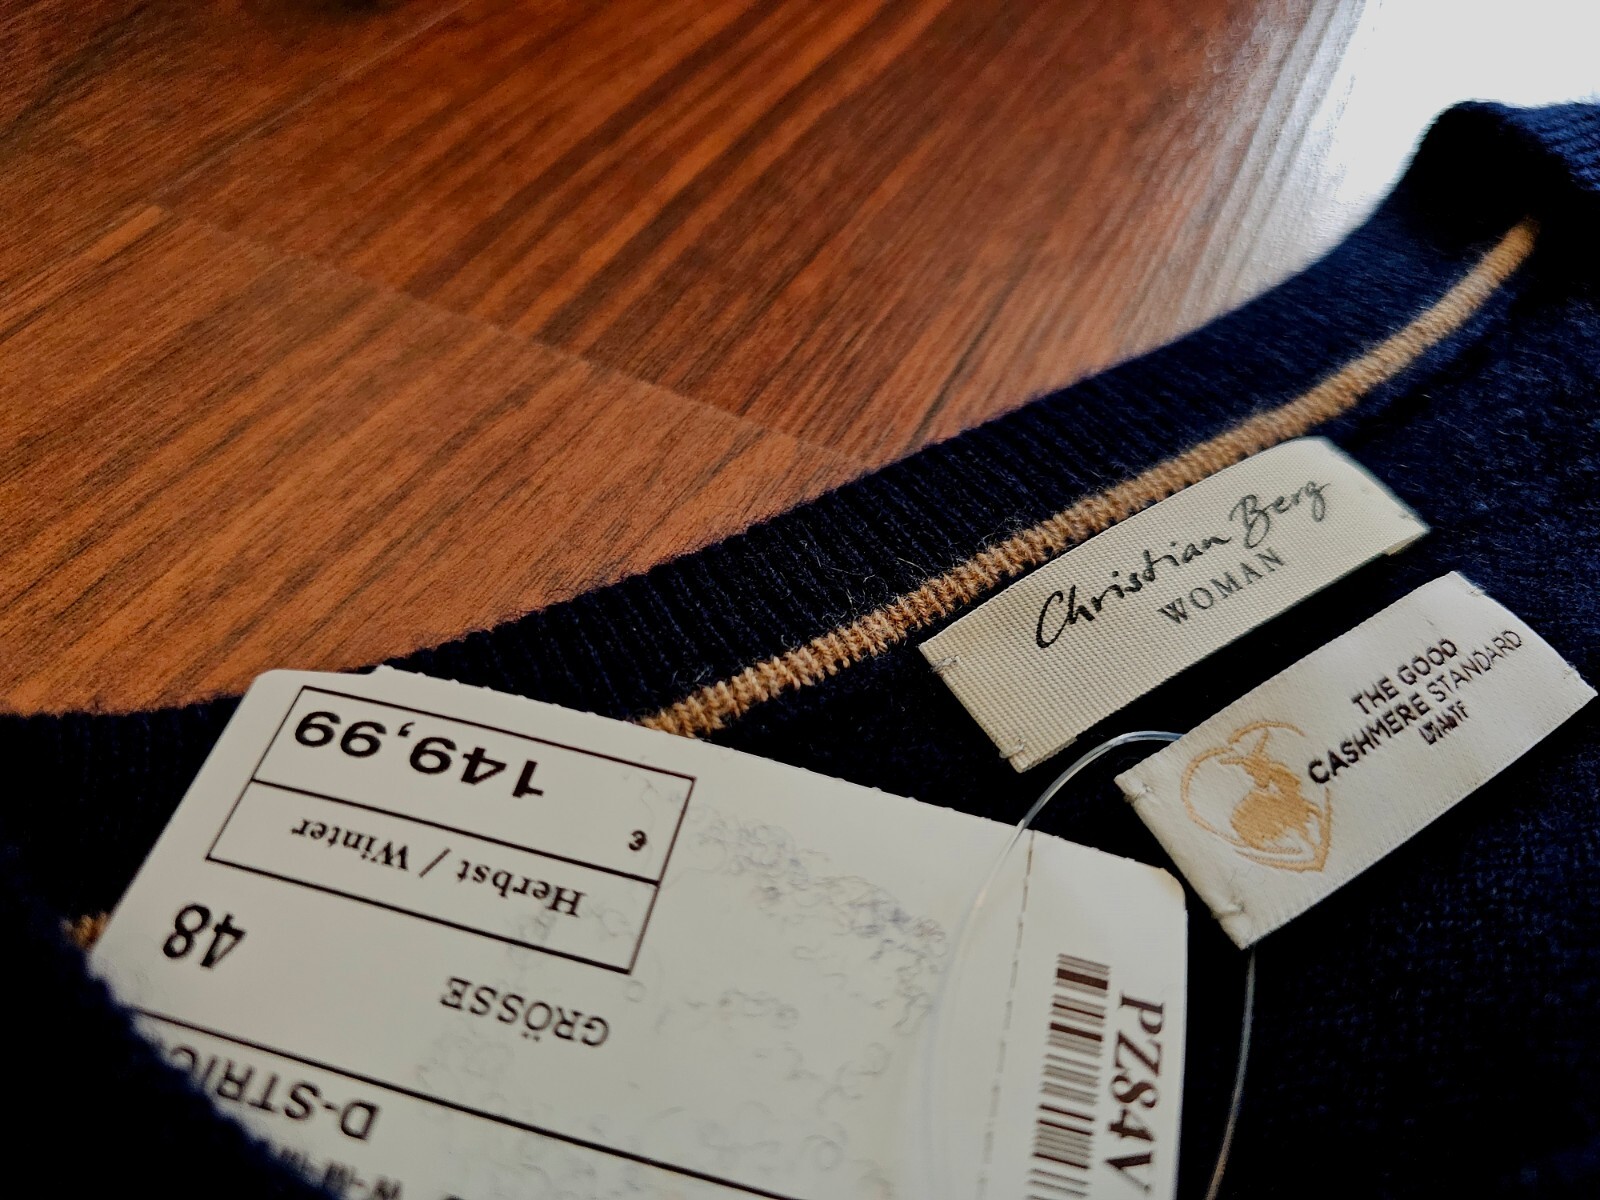 Christian Berg
WOMAN
THE GOOD
CASHMERE STANDARD
149,99
€
Herbst / Winter
48
GRÖSSE
PZ84V